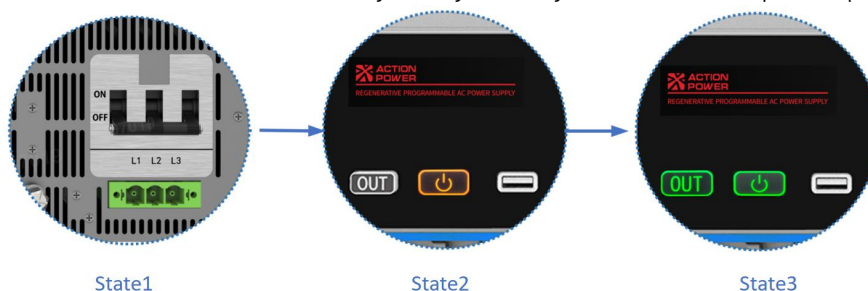 ON
OFF
L1 L2 L3
ACTION
POWER
REGENERATIVE PROGRAMMABLE AC POWER SUPPLY
OUT
ACTION
POWER
REGENERATIVE PROGRAMMABLE AC POWER SUPPLY
OUT
State1
State2
State3